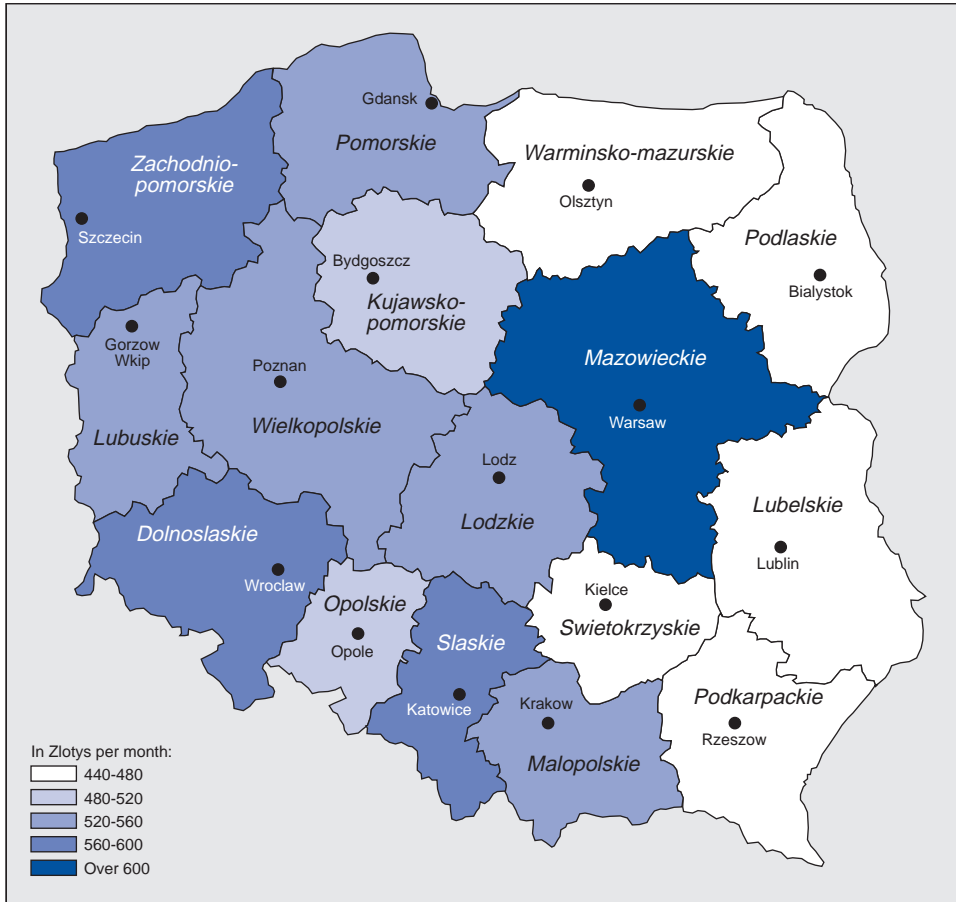 Gdansk
Pomorskie
Zachodnio-
pomorskie
Szczecin
Warminsko-mazurskie
Olsztyn
Podlaskie
Bialystok
Bydgoszcz
Kujawsko-
pomorskie
Gorzow
Wkip
Lubuskie
Poznan
Wielkopolskie
Mazowieckie
Warsaw
Lodz
Lodzkie
Lubelskie
Lublin
Dolnoslaskie
Wroclaw
Opolskie
Opole
Slaskie
Katowice
Kielce
Swietokrzyskie
Krakow
Malopolskie
Podkarpackie
Rzeszow
In Zlotys per month:
440-480
480-520
520-560
560-600
Over 600